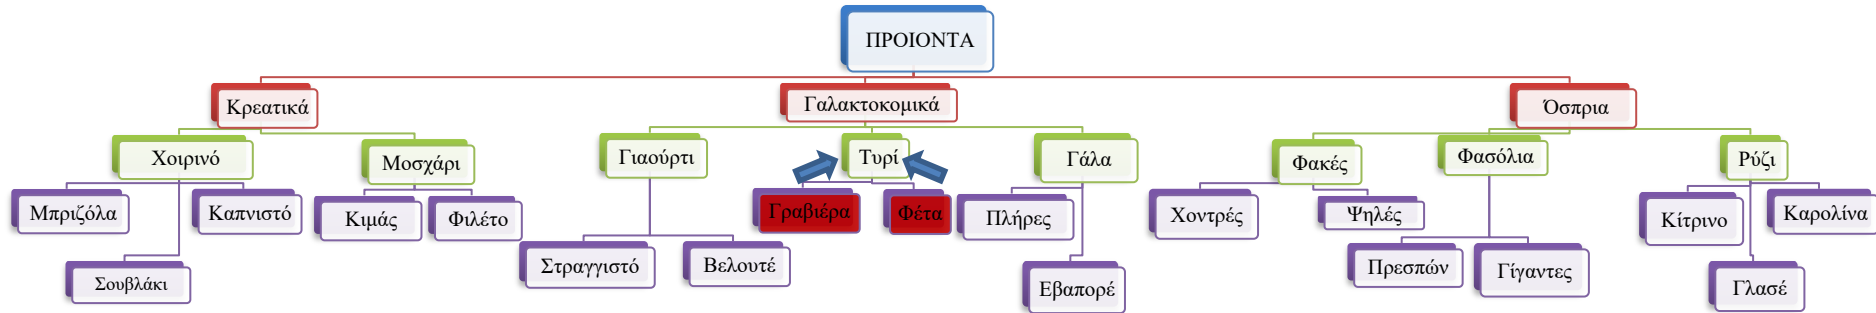 ΠΡΟΙΟΝΤΑ
Κρεατικά
Γαλακτοκομικά
Όσπρια
Χοιρινό
Μοσχάρι
Γιαούρτι
Τυρί
Γάλα
Φακές
Φασόλια
Ρύζι
Μπριζόλα
Καπνιστό
Κιμάς
Φιλέτο
Γραβιέρα
Φέτα
Πλήρες
Χοντρές
Ψηλές
Κίτρινο
Καρολίνα
Σουβλάκι
Στραγγιστό
Βελουτέ
Εβαπορέ
Πρεσπών
Γίγαντες
Γλασέ